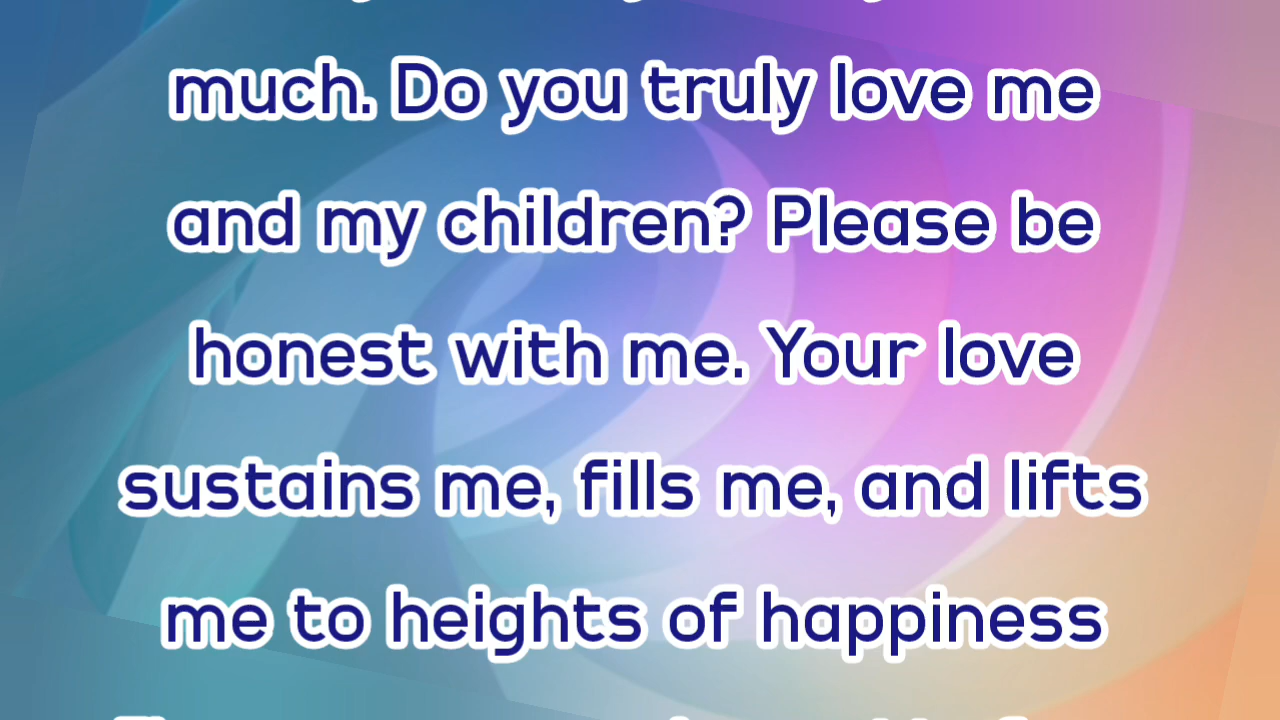 much. Do you truly love me
and my children? Please be
honest with me. Your love
sustains me, fills me, and lifts
me to heights of happiness